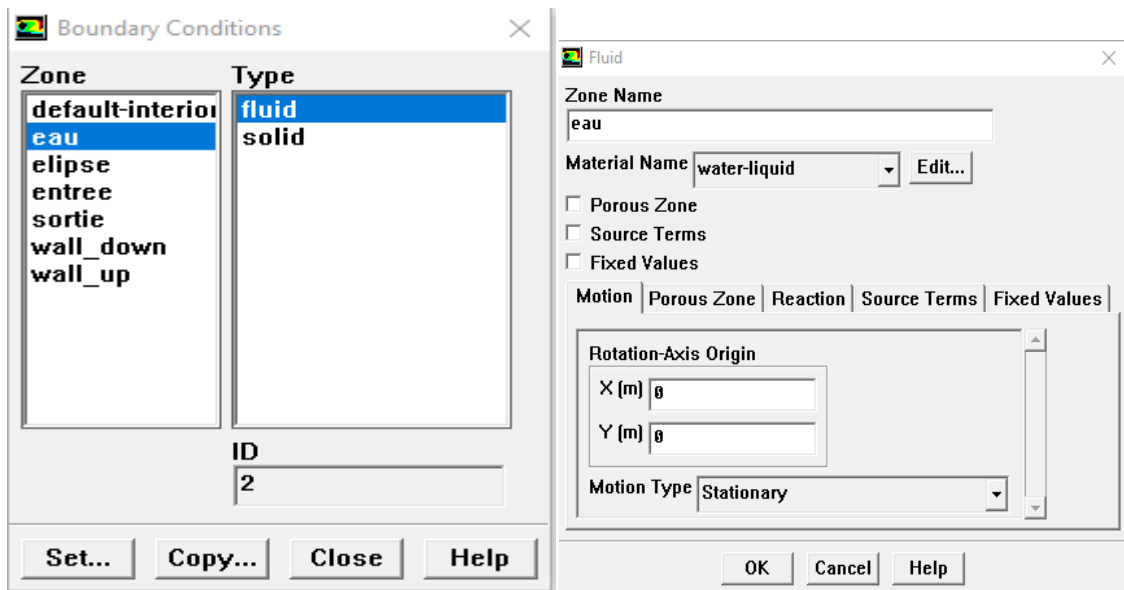 Boundary Conditions
Zone
Type
default-interior
eau
elipse
entree
sortie
wall_down
wall_up
fluid
solid
ID
2
Set...
Copy...
Close
Help
Fluid
Zone Name
eau
Material Name water-liquid Edit...
Porous Zone
Source Terms
Fixed Values
Motion Porous Zone Reaction Source Terms Fixed Values
Rotation-Axis Origin
X (m) 0
Y (m) 0
Motion Type Stationary
OK
Cancel
Help